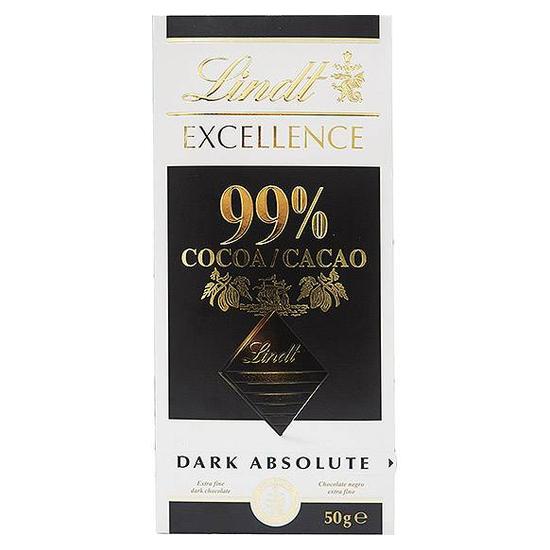 Lindt
EXCELLENCE
99%
COCOA / CACAO
Lindt
DARK ABSOLUTE
Extra fine
dark chocolate
Chocolate negro
extra fino
50g e